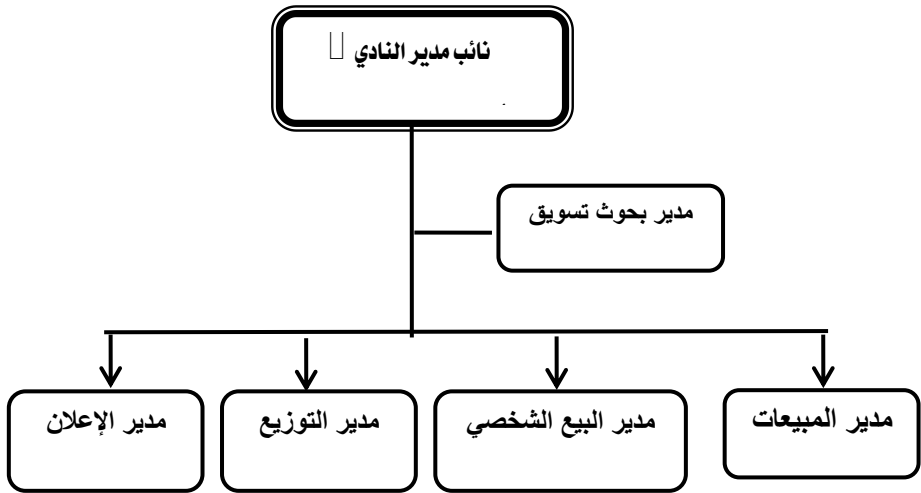 نائب مدير النادي
مدير بحوث تسويق
مدير المبيعات
مدير البيع الشخصي
مدير التوزيع
مدير الإعلان